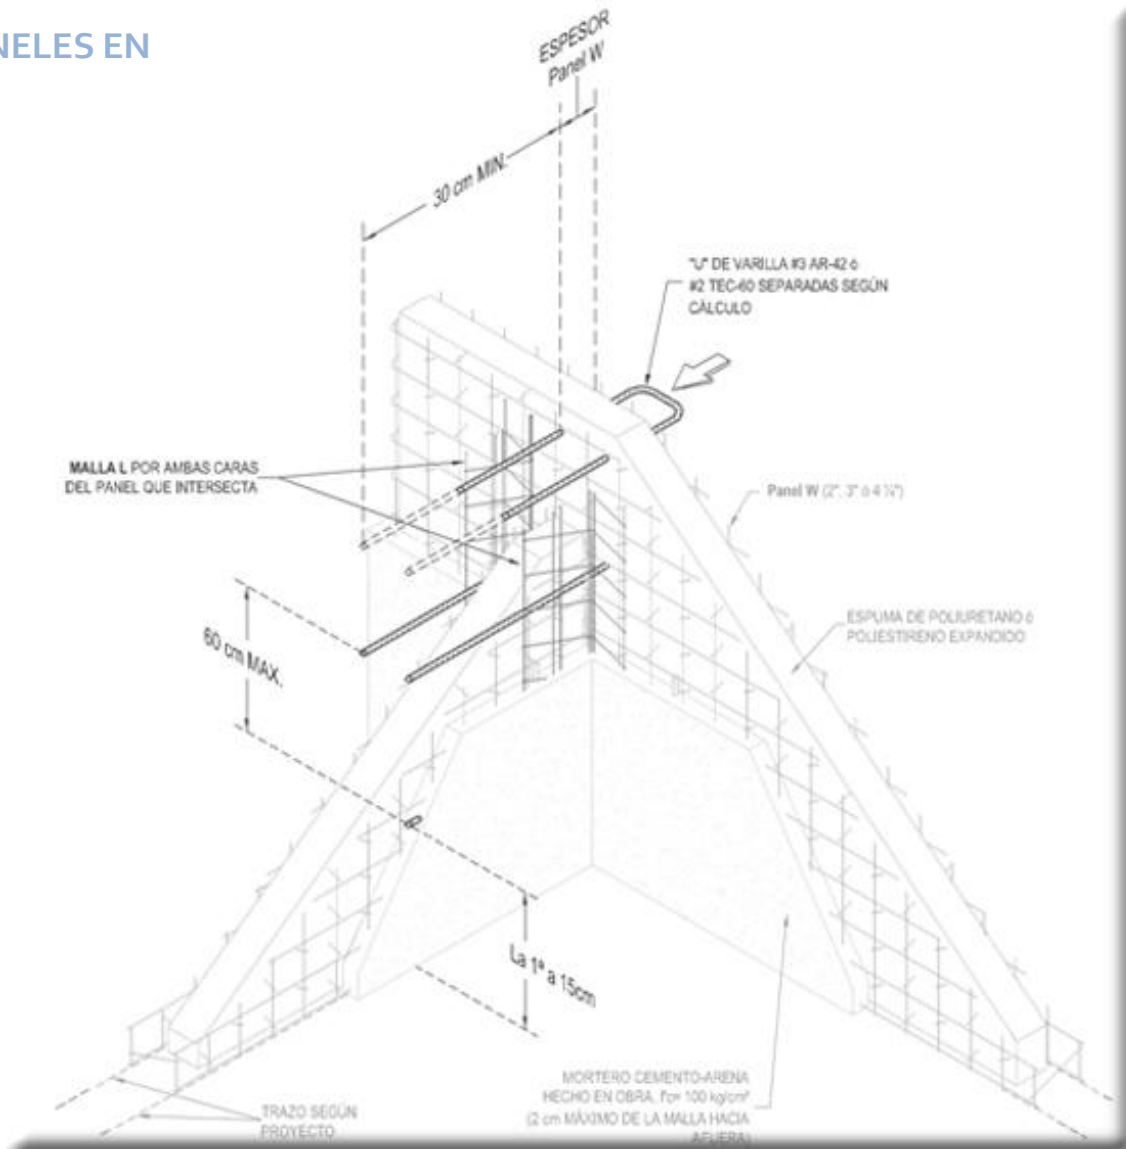 NELES EN
ESPESOR
Panel W
30 cm MIN.
"U" DE VARILLA #3 AR-42 ó
#2 TEC-60 SEPARADAS SEGÚN
CÁLCULO
MALLA L POR AMBAS CARAS
DEL PANEL QUE INTERSECTA
Panel W (2", 3" ó 4 ½")
ESPUMA DE POLIURETANO ó
POLIESTIRENO EXPANDIDO
60 cm MAX.
La 1ª a 15cm
MORTERO CEMENTO-ARENA
HECHO EN OBRA. f'c= 100 kg/cm²
(2 cm MÁXIMO DE LA MALLA HACIA
AFUERA)
TRAZO SEGÚN
PROYECTO